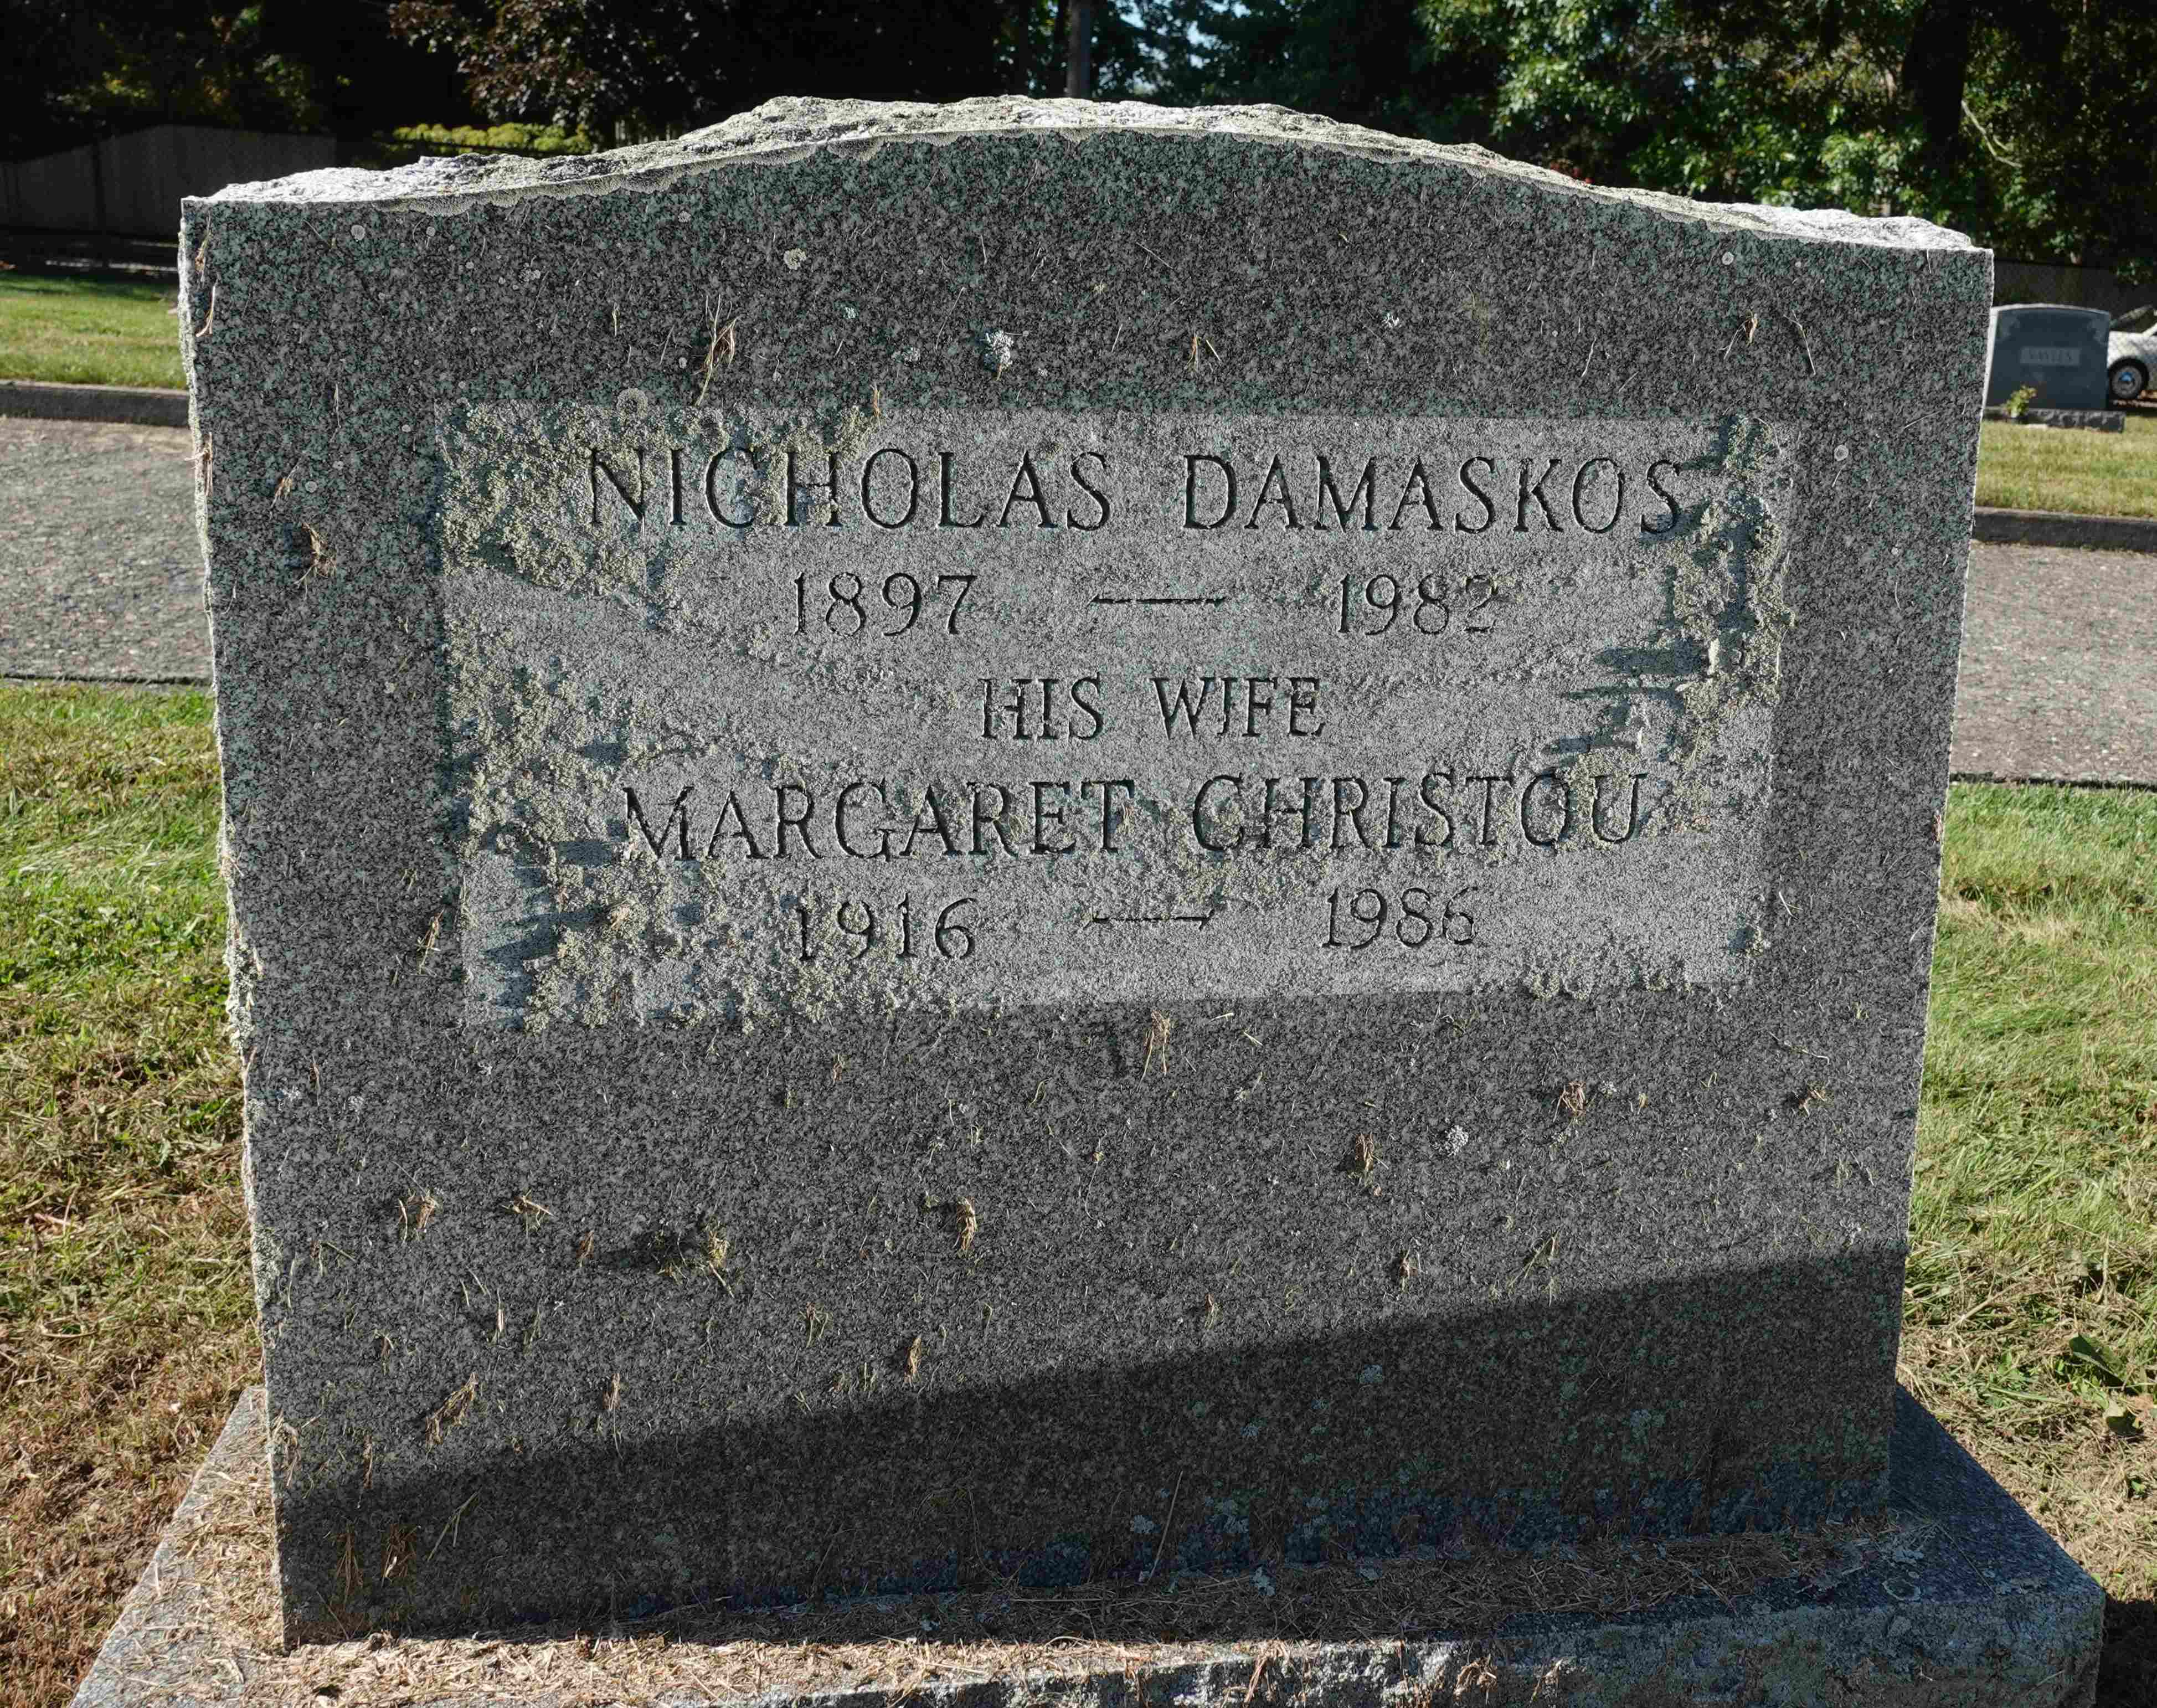 NICHOLAS DAMASKOS
1897 — 1982
HIS WIFE
MARGARET CHRISTOU
1916 — 1986